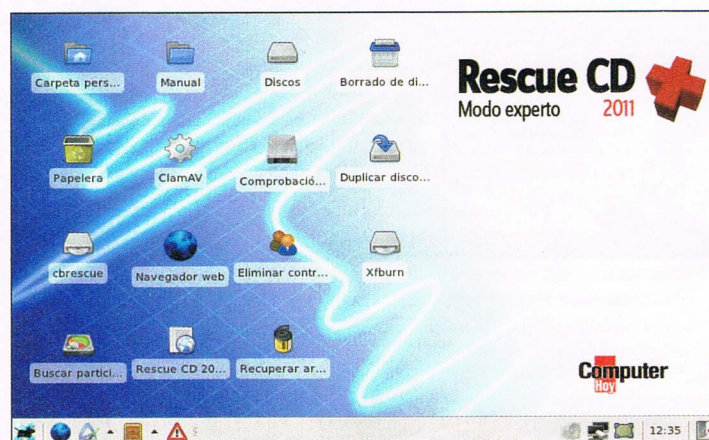 Carpeta pers...
Manual
Discos
Borrado de di...
Rescue CD
Modo experto 2011
Papelera
ClamAV
Comprobació...
Duplicar disco...
cbrescue
Navegador web
Eliminar contr...
Xfburn
Buscar partici...
Rescue CD 20...
Recuperar ar...
Computer
Hoy
12:35